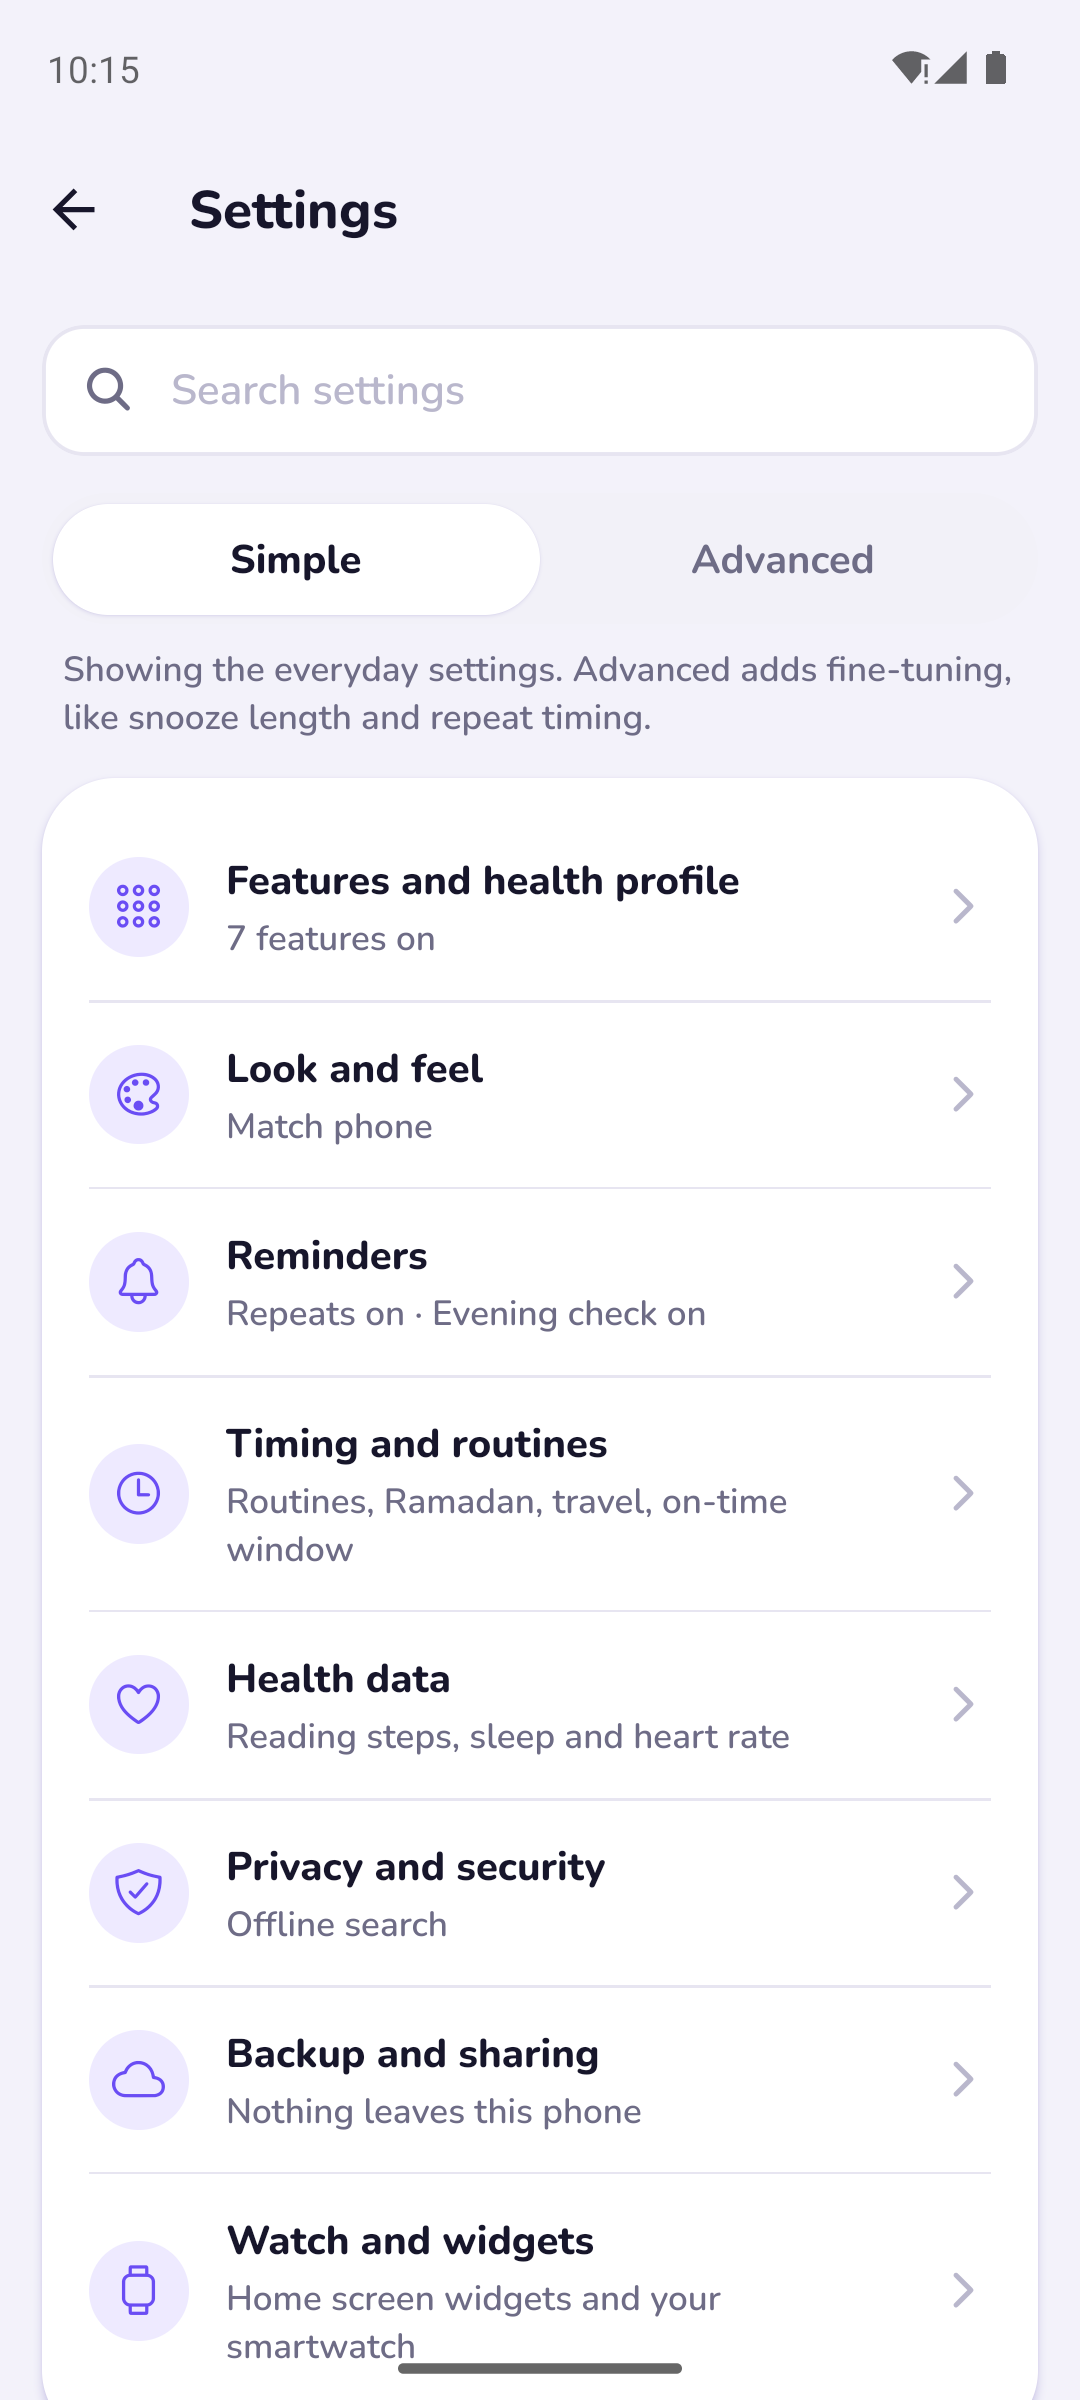 10:15
Settings
Search settings
Simple
Advanced
Showing the everyday settings. Advanced adds fine-tuning,
like snooze length and repeat timing.
Features and health profile
7 features on
Look and feel
Match phone
Reminders
Repeats on · Evening check on
Timing and routines
Routines, Ramadan, travel, on-time
window
Health data
Reading steps, sleep and heart rate
Privacy and security
Offline search
Backup and sharing
Nothing leaves this phone
Watch and widgets
Home screen widgets and your
smartwatch